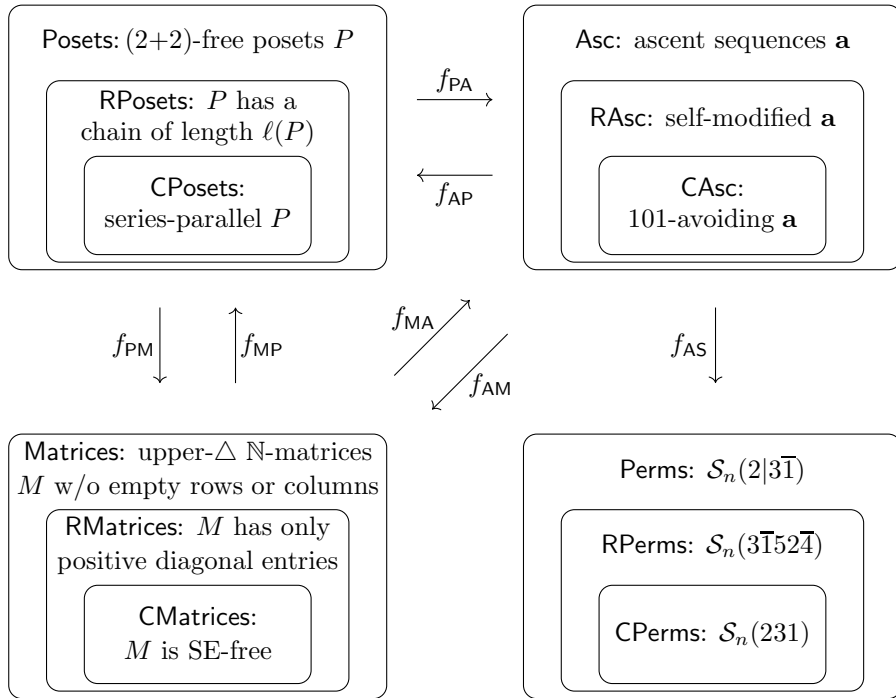 Posets: (2+2)-free posets P
RPosets: P has a
chain of length ℓ(P)
CPosets:
series-parallel P
f_PA
f_AP
Asc: ascent sequences a
RAsc: self-modified a
CAsc:
101-avoiding a
f_PM
f_MP
f_MA
f_AM
f_AS
Matrices: upper-△ ℕ-matrices
M w/o empty rows or columns
RMatrices: M has only
positive diagonal entries
CMatrices:
M is SE-free
Perms: 𝒮_n(2|31̅)
RPerms: 𝒮_n(31̅524̅)
CPerms: 𝒮_n(231)